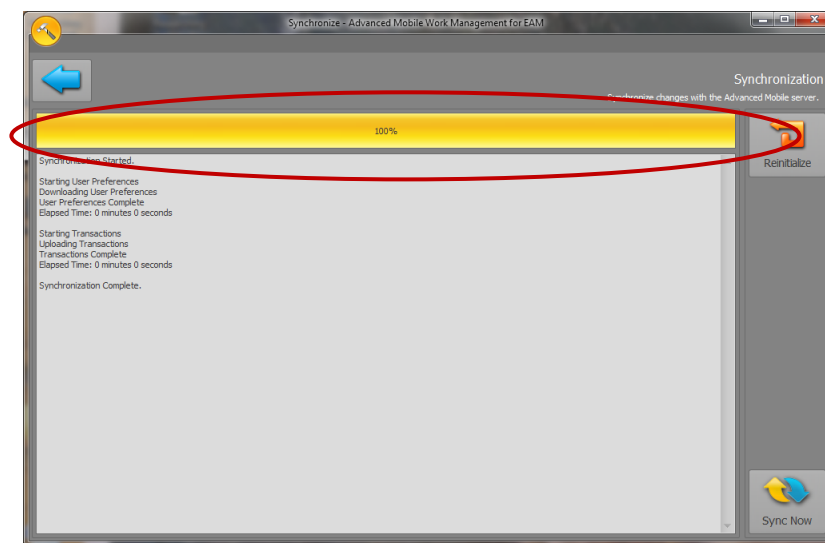 Synchronize - Advanced Mobile Work Management for EAM
Synchronization
Synchronize changes with the Advanced Mobile server.
100%
Reinitialize
Synchronization Started.
Starting User Preferences
Downloading User Preferences
User Preferences Complete
Elapsed Time: 0 minutes 0 seconds
Starting Transactions
Uploading Transactions
Transactions Complete
Elapsed Time: 0 minutes 0 seconds
Synchronization Complete.
Sync Now